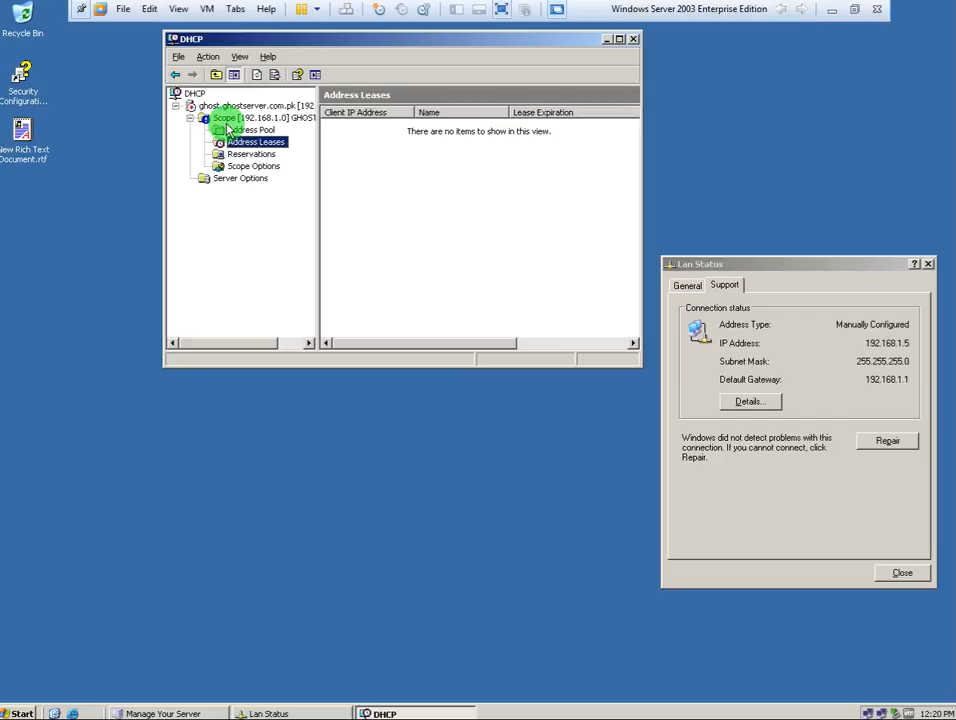 File Edit View VM Tabs Help
Windows Server 2003 Enterprise Edition
Recycle Bin
Security
Configurati...
New Rich Text
Document.rtf
DHCP
File Action View Help
DHCP
ghost.ghostserver.com.pk [192
Scope [192.168.1.0] GHOST
Address Pool
Address Leases
Reservations
Scope Options
Server Options
Address Leases
Client IP Address Name Lease Expiration
There are no items to show in this view.
Lan Status
General Support
Connection status
Address Type: Manually Configured
IP Address: 192.168.1.5
Subnet Mask: 255.255.255.0
Default Gateway: 192.168.1.1
Details...
Windows did not detect problems with this
connection. If you cannot connect, click
Repair.
Repair
Close
Start Manage Your Server Lan Status DHCP 12:20 PM